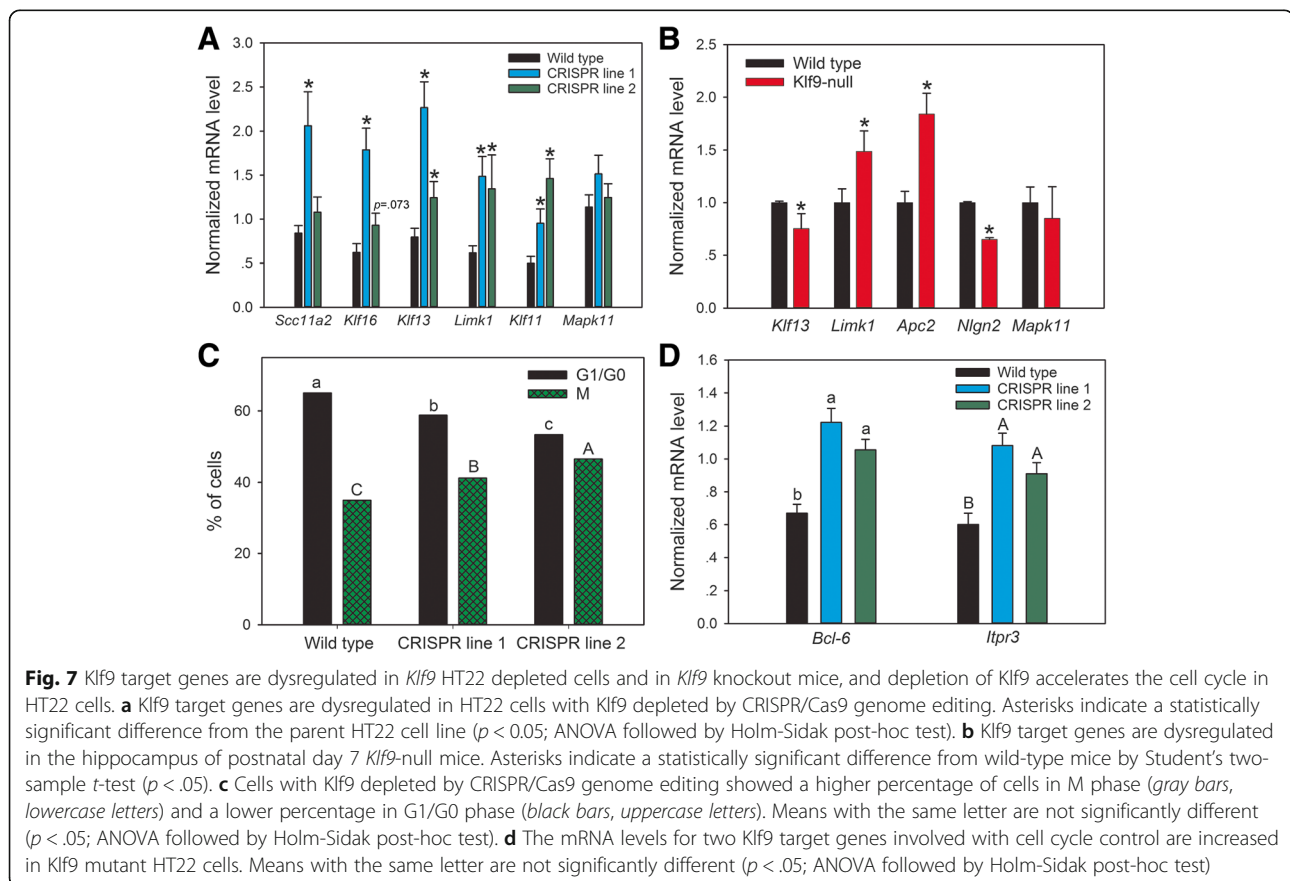 A
B
3.0
2.5
2.0
1.5
1.0
.5
0.0
Normalized mRNA level
Wild type
CRISPR line 1
CRISPR line 2
*
*
*
*
*
*
*
*
p=.073
Scc11a2 Klf16 Klf13 Limk1 Klf11 Mapk11
2.5
2.0
1.5
1.0
.5
0.0
Normalized mRNA level
Wild type
Klf9-null
*
*
*
*
Klf13 Limk1 Apc2 Nlgn2 Mapk11
C
D
60
40
20
0
% of cells
G1/G0
M
a
C
b
B
c
A
Wild type CRISPR line 1 CRISPR line 2
1.6
1.4
1.2
1.0
.8
.6
.4
.2
0.0
Normalized mRNA level
Wild type
CRISPR line 1
CRISPR line 2
b
a
a
B
A
A
Bcl-6 Itpr3
Fig. 7 Klf9 target genes are dysregulated in Klf9 HT22 depleted cells and in Klf9 knockout mice, and depletion of Klf9 accelerates the cell cycle in
HT22 cells. a Klf9 target genes are dysregulated in HT22 cells with Klf9 depleted by CRISPR/Cas9 genome editing. Asterisks indicate a statistically
significant difference from the parent HT22 cell line (p < 0.05; ANOVA followed by Holm-Sidak post-hoc test). b Klf9 target genes are dysregulated
in the hippocampus of postnatal day 7 Klf9-null mice. Asterisks indicate a statistically significant difference from wild-type mice by Student's two-
sample t-test (p < .05). c Cells with Klf9 depleted by CRISPR/Cas9 genome editing showed a higher percentage of cells in M phase (gray bars,
lowercase letters) and a lower percentage in G1/G0 phase (black bars, uppercase letters). Means with the same letter are not significantly different
(p < .05; ANOVA followed by Holm-Sidak post-hoc test). d The mRNA levels for two Klf9 target genes involved with cell cycle control are increased
in Klf9 mutant HT22 cells. Means with the same letter are not significantly different (p < .05; ANOVA followed by Holm-Sidak post-hoc test)